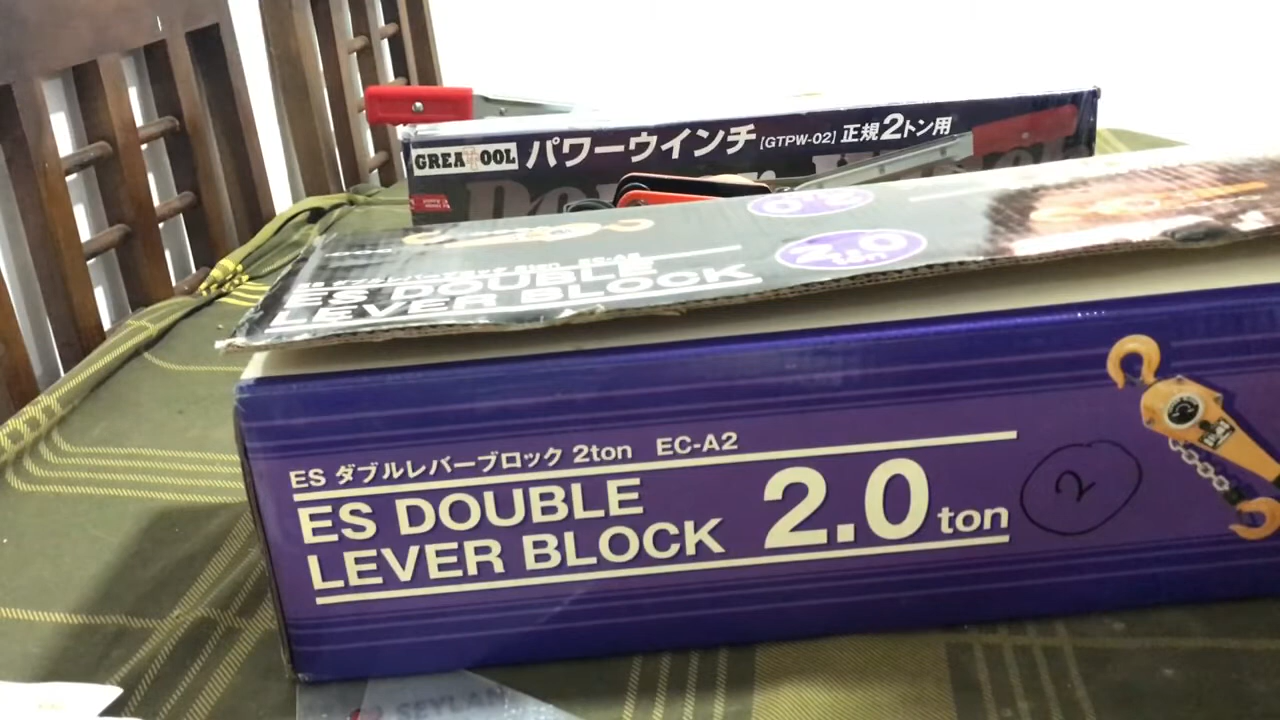 GREATOOL パワーウインチ [GTPW-02] 正規2トン用
2.0
ton
ES DOUBLE
LEVER BLOCK
ES ダブルレバーブロック 2ton EC-A2
ES DOUBLE
LEVER BLOCK
2.0 ton
2
SEYLAN